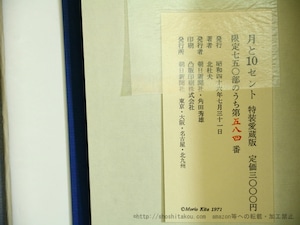 月と10セント 特装愛蔵版 定価三〇〇〇円
限定七五〇部のうち第五八四番
発行 昭和四十六年七月三十一日
著者 北杜夫
発行者 朝日新聞社・角田秀雄
印刷 凸版印刷株式会社
発行所 朝日新聞社 東京・大阪・名古屋・北九州
©Morio Kita 1971
http://shoshitakou.com amazon等への転載・加工禁止